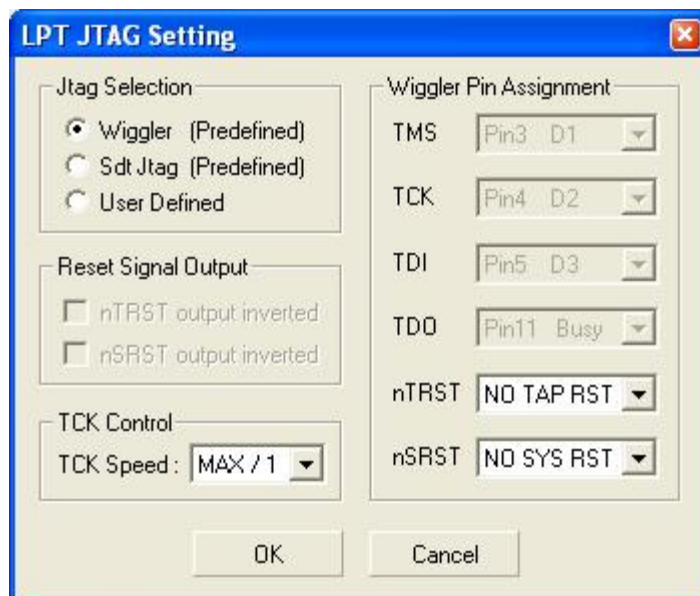 LPT JTAG Setting
Jtag Selection
Wiggler (Predefined)
Sdt Jtag (Predefined)
User Defined
Reset Signal Output
nTRST output inverted
nSRST output inverted
TCK Control
TCK Speed : MAX / 1
Wiggler Pin Assignment
TMS Pin3 D1
TCK Pin4 D2
TDI Pin5 D3
TDO Pin11 Busy
nTRST NO TAP RST
nSRST NO SYS RST
OK
Cancel